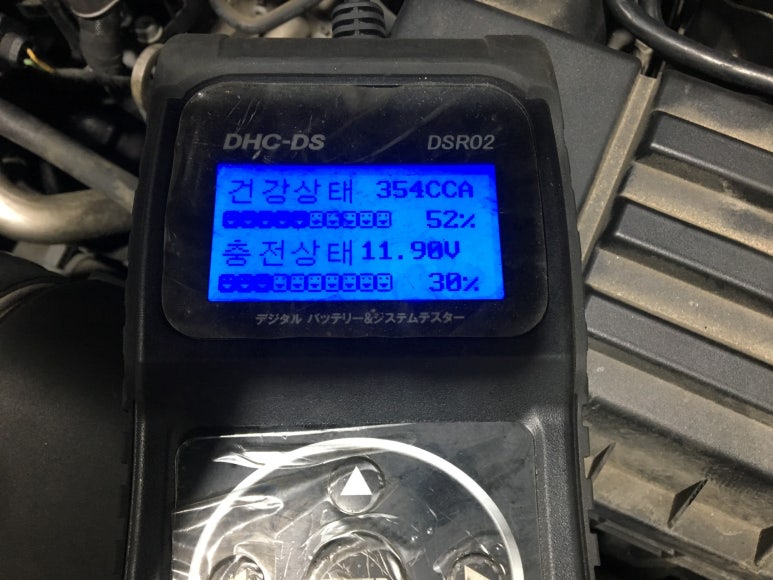 DHC-DS DSR02
건강상태 354CCA
52%
충전상태 11.90V
30%
デジタル バッテリー&システムテスター